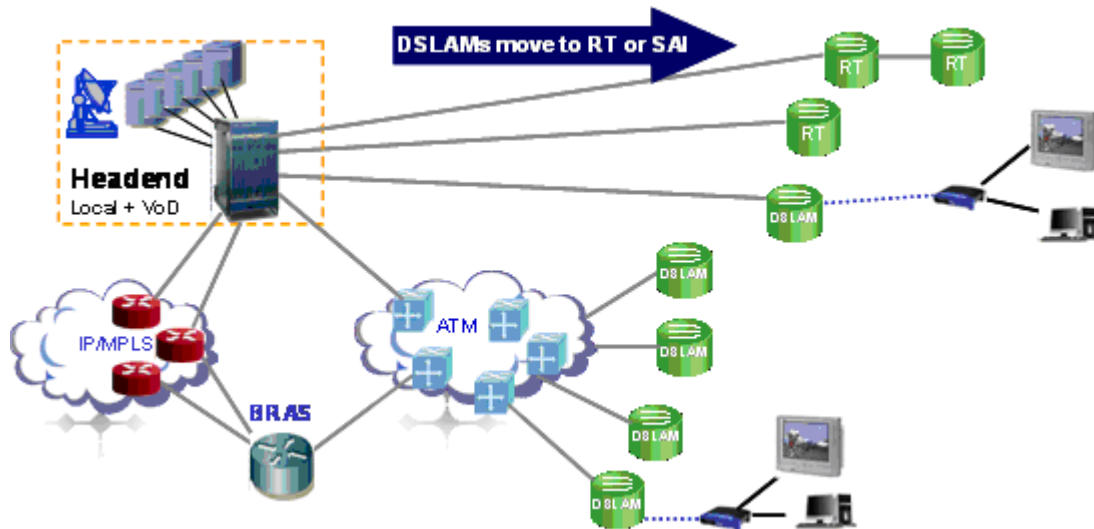 DSLAMs move to RT or SAI
RT
RT
RT
Headend
Local + VoD
DSLAM
DSLAM
ATM
IP/MPLS
DSLAM
BRAS
DSLAM
DSLAM